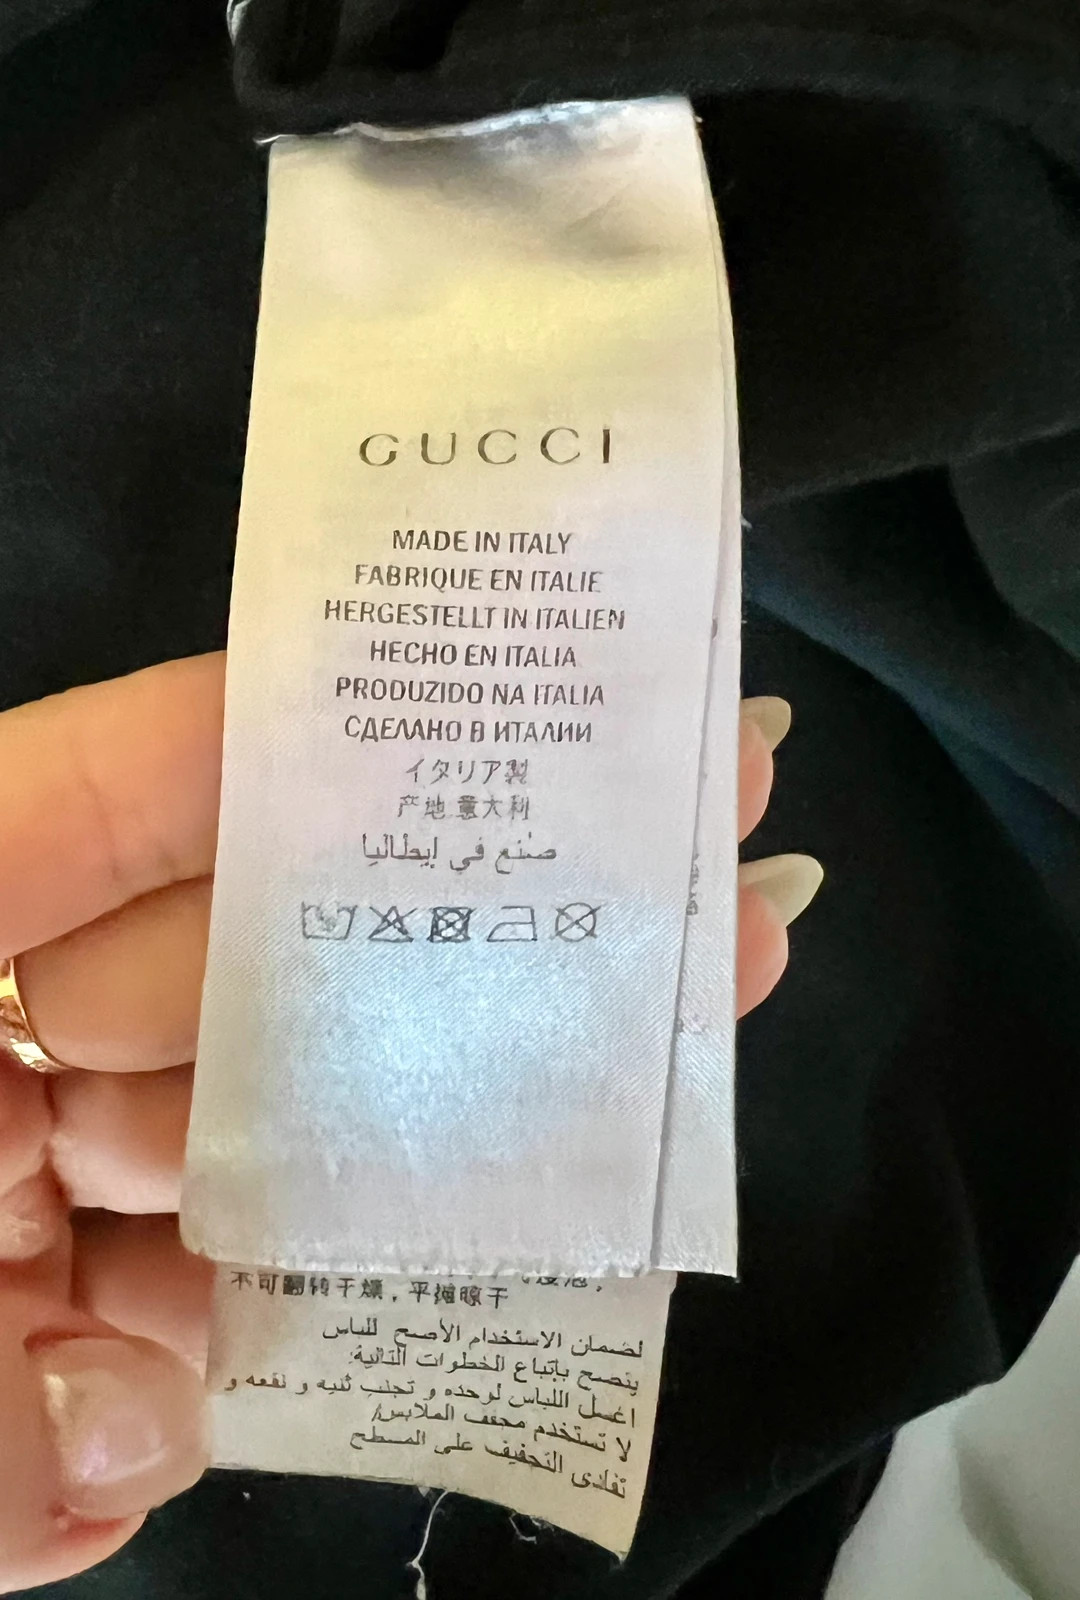 GUCCI
MADE IN ITALY
FABRIQUE EN ITALIE
HERGESTELLT IN ITALIEN
HECHO EN ITALIA
PRODUZIDO NA ITALIA
СДЕЛАНО В ИТАЛИИ
イタリア製
产地 意大利
صنع في إيطاليا
不可翻转干燥，平摊晾干
لضمان الاستخدام الأصح للباس
ينصح بإتباع الخطوات التالية:
اغسل اللباس لوحده و تجنب ثنيه و نقعه و
لا تستخدم مجفف الملابس/
تفادى التجفيف على المسطح